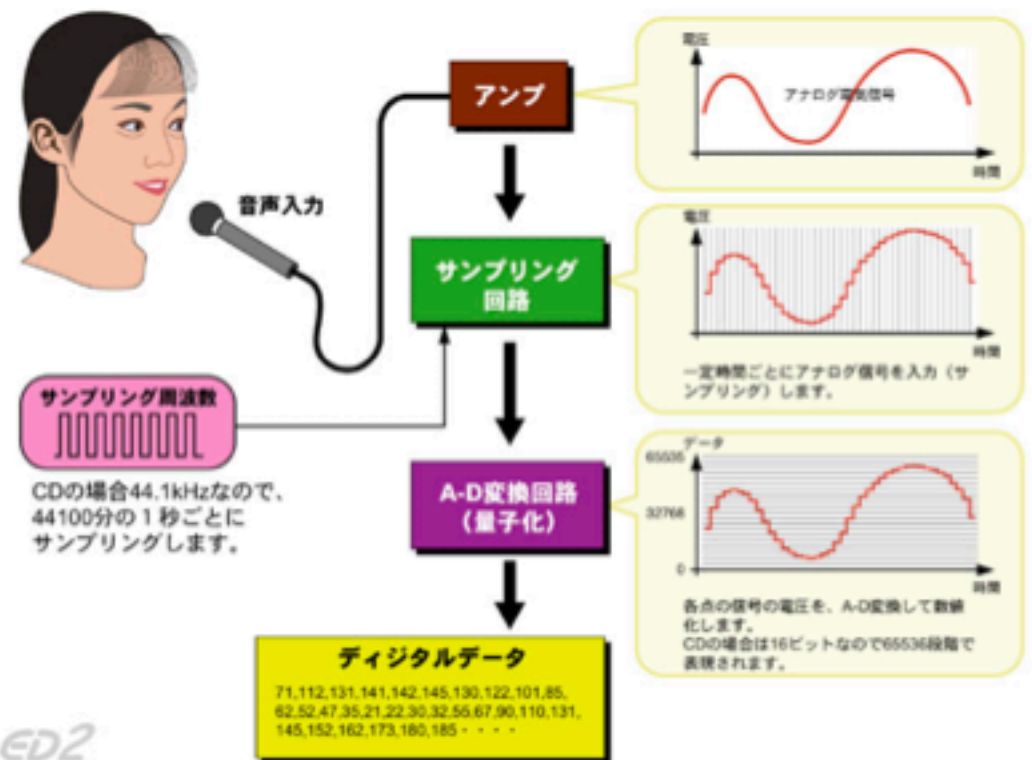 アンプ
電圧
アナログ電気信号
時間
音声入力
サンプリング
回路
電圧
時間
一定時間ごとにアナログ信号を入力（サ
ンプリング）します。
サンプリング周波数
CDの場合44.1kHzなので、
44100分の１秒ごとに
サンプリングします。
A-D変換回路
（量子化）
データ
65535
32768
0
時間
各点の信号の電圧を、A-D変換して数値
化します。
CDの場合は16ビットなので65536段階で
表現されます。
ディジタルデータ
71,112,131,141,142,145,130,122,101,85,
62,52,47,35,21,22,30,32,55,67,90,110,131,
145,152,162,173,180,185・・・・
ED2